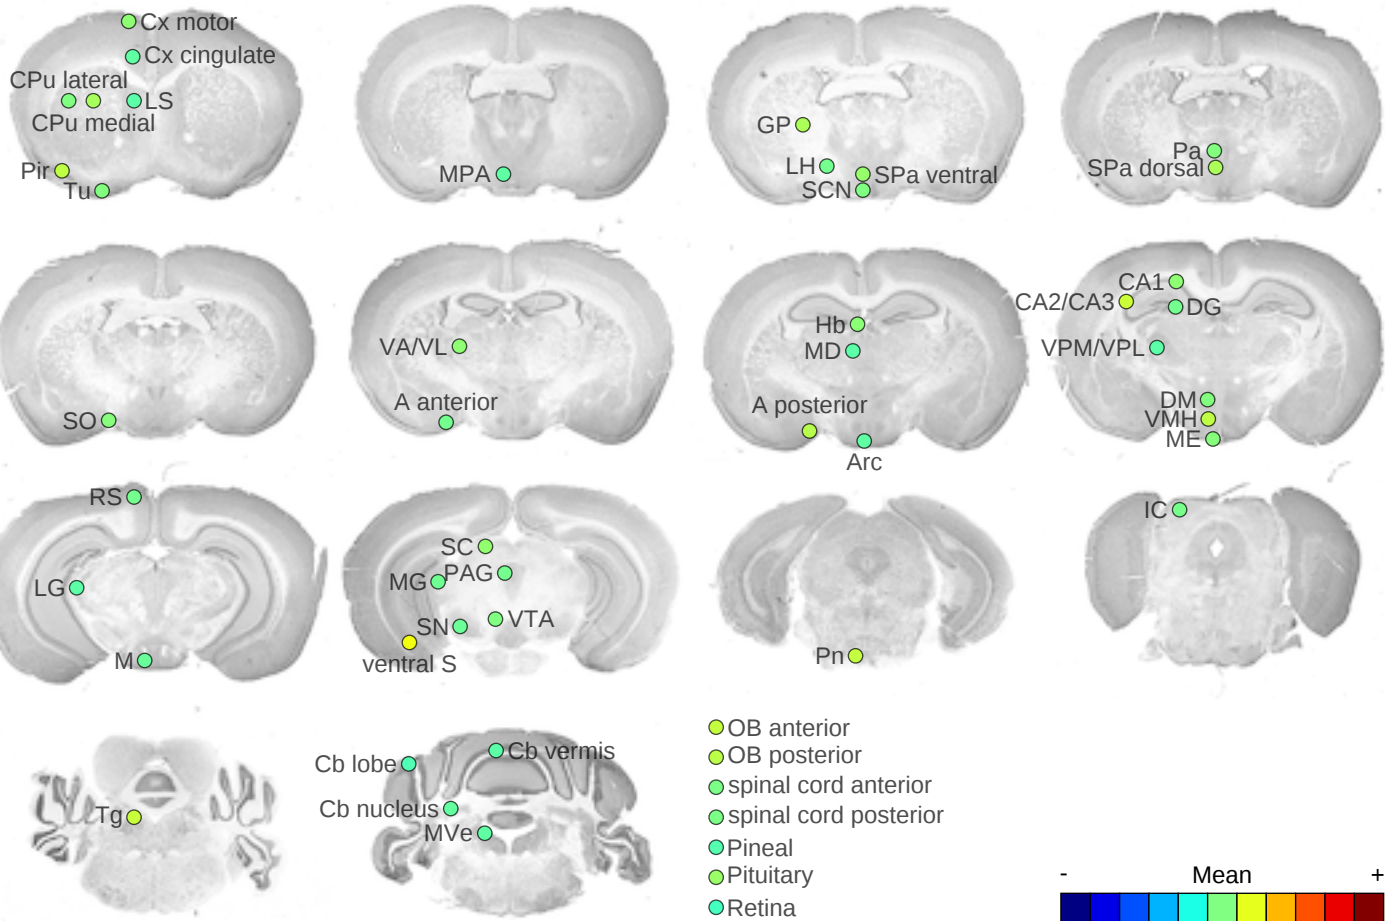 Cx motor
Cx cingulate
CPu lateral
LS
CPu medial
Pir
Tu
MPA
GP
LH
SPa ventral
SCN
Pa
SPa dorsal
SO
VA/VL
A anterior
Hb
MD
A posterior
Arc
CA1
CA2/CA3
DG
VPM/VPL
DM
VMH
ME
RS
LG
M
SC
MG
PAG
SN
VTA
ventral S
Pn
IC
Tg
Cb lobe
Cb vermis
Cb nucleus
MVe
OB anterior
OB posterior
spinal cord anterior
spinal cord posterior
Pineal
Pituitary
Retina
- Mean +